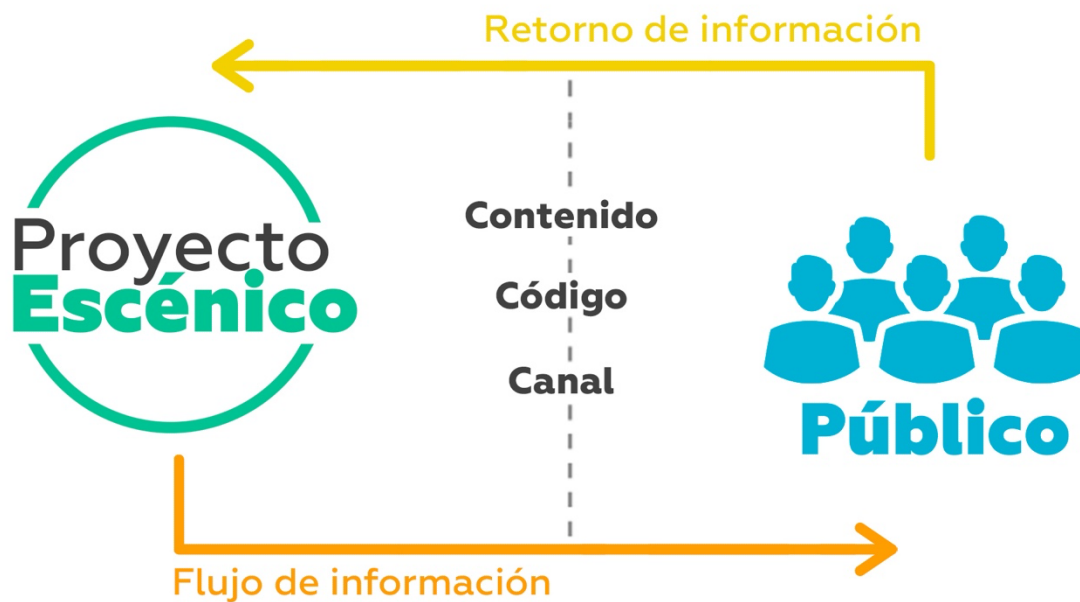 Retorno de información
Proyecto
Escénico
Contenido
Código
Canal
Público
Flujo de información